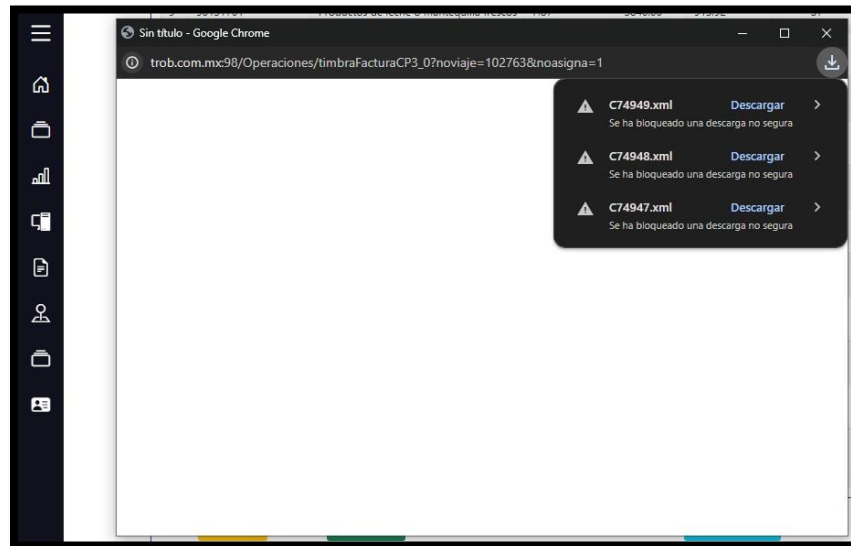 Sin título - Google Chrome
trob.com.mx:98/Operaciones/timbraFacturaCP3_0?noviaje=102763&noasigna=1
C74949.xml Descargar
Se ha bloqueado una descarga no segura
C74948.xml Descargar
Se ha bloqueado una descarga no segura
C74947.xml Descargar
Se ha bloqueado una descarga no segura